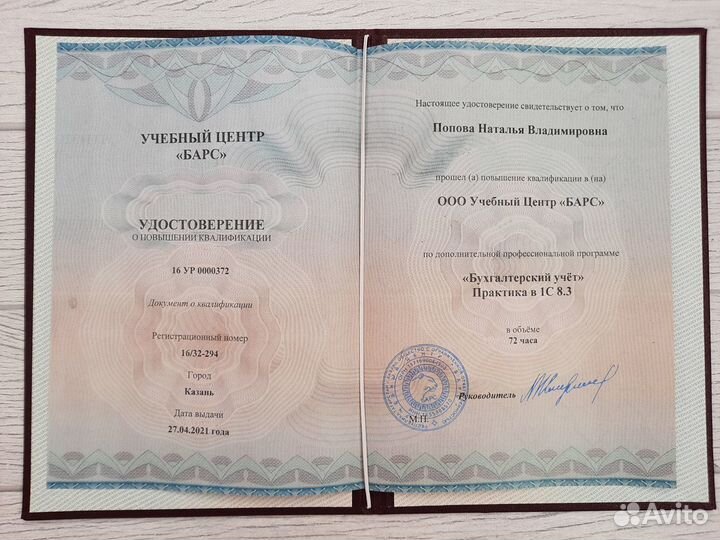 УЧЕБНЫЙ ЦЕНТР
«БАРС»
УДОСТОВЕРЕНИЕ
О ПОВЫШЕНИИ КВАЛИФИКАЦИИ
16 УР 0000372
Документ о квалификации
Регистрационный номер
16/32-294
Город
Казань
Дата выдачи
27.04.2021 года
Настоящее удостоверение свидетельствует о том, что
Попова Наталья Владимировна
прошел (а) повышение квалификации в (на)
ООО Учебный Центр «БАРС»
по дополнительной профессиональной программе
«Бухгалтерский учёт»
Практика в 1С 8.3
в объёме
72 часа
БАРС
Руководитель
М.П.
Avito